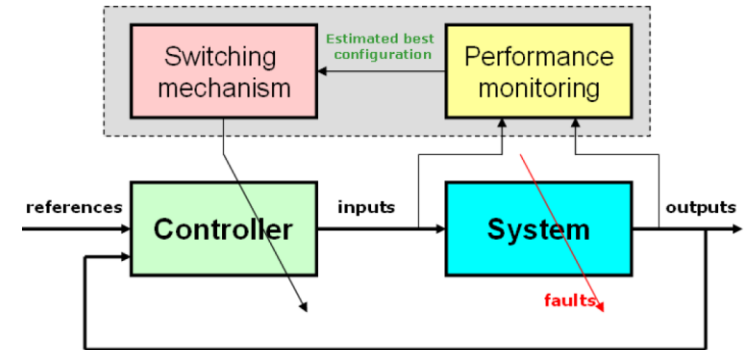 Switching
mechanism
Estimated best
configuration
Performance
monitoring
references
Controller
inputs
System
outputs
faults